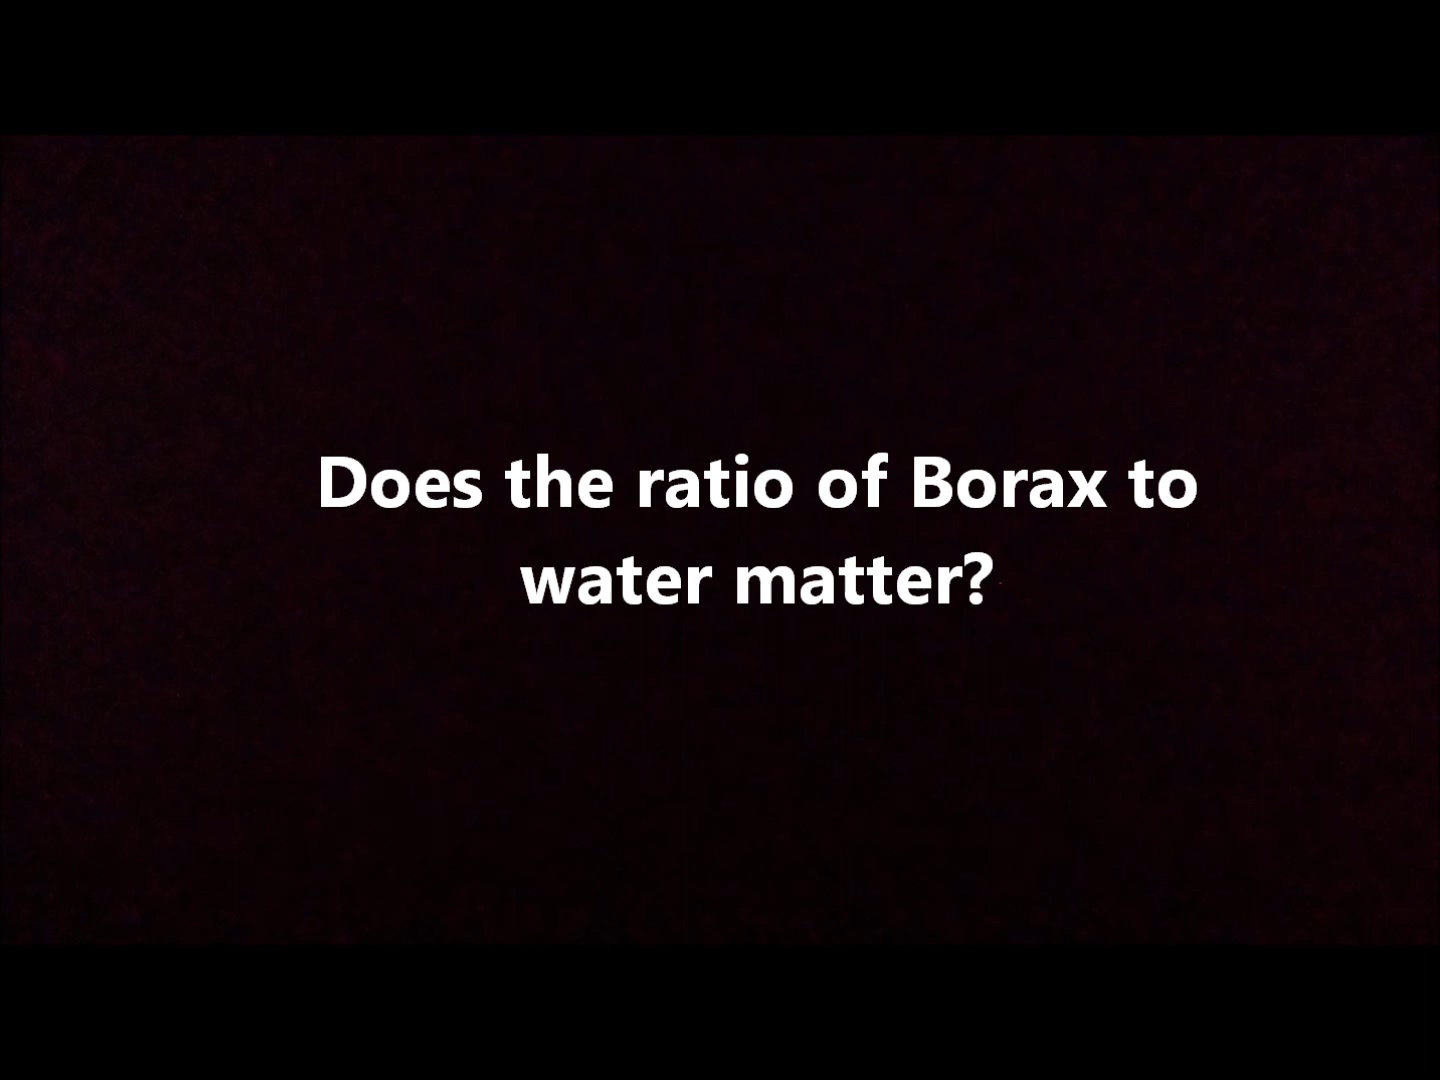 Does the ratio of Borax to
water matter?